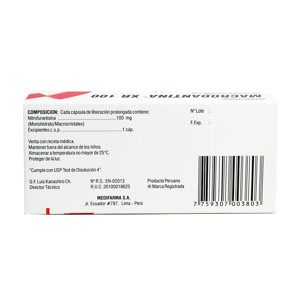 MACRODANTINA XR 100
COMPOSICION: Cada cápsula de liberación prolongada contiene:
Nitrofurantoína 100 mg
(Monohidrato/Macrocristales)
Excipientes c.s.p. 1 cáp.
Venta con receta médica.
Mantener fuera del alcance de los niños.
Almacenar a temperatura no mayor de 25°C.
Proteger de la luz
"Cumple con USP Test de Disolución 4".
Q.F. Luis Kanashiro Ch.
Director Técnico
N° R.S.: EN-02013
R.U.C. 20100018625
Producto Peruano
® Marca Registrada
MEDIFARMA S.A.
Jr. Ecuador #787, Lima - Perú
N° Lote :
F. Exp. :
7 759307 003803